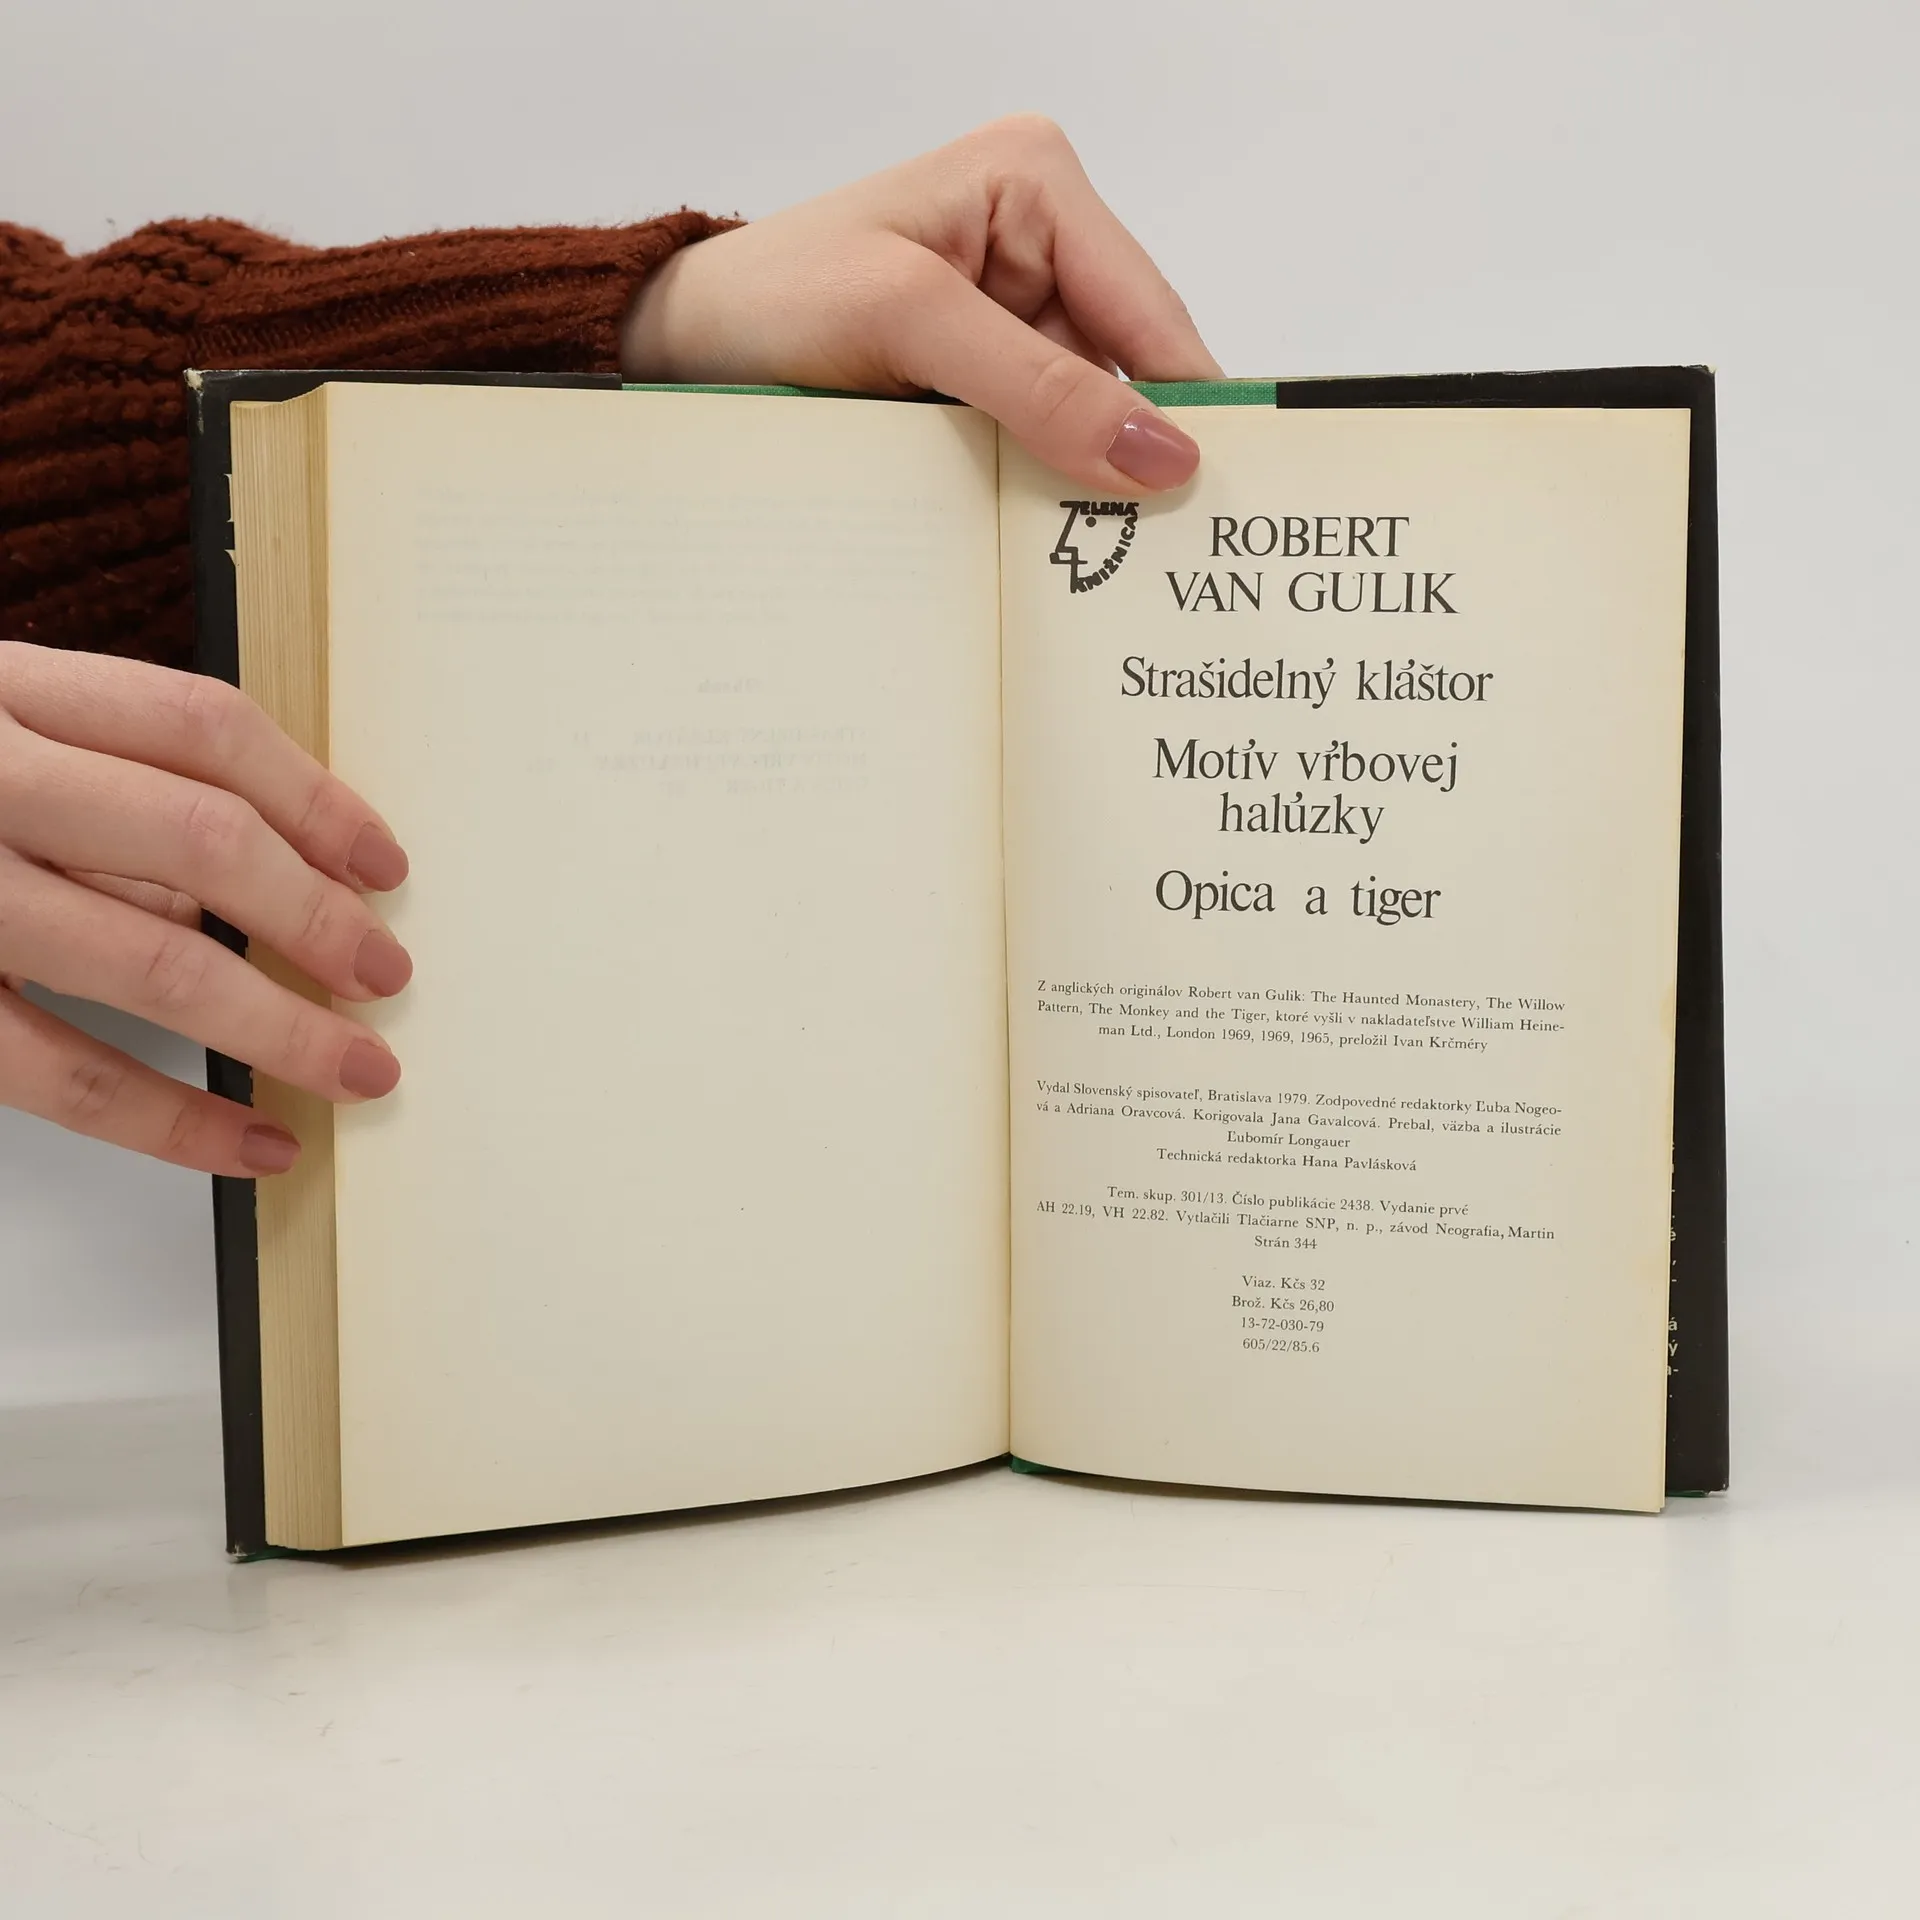 ZELENÁ
KNIŽNICA
ROBERT
VAN GULIK
Strašidelný kláštor
Motív vŕbovej
halúzky
Opica a tiger
Z anglických originálov Robert van Gulik: The Haunted Monastery, The Willow
Pattern, The Monkey and the Tiger, ktoré vyšli v nakladateľstve William Heine-
man Ltd., London 1969, 1969, 1965, preložil Ivan Krčméry
Vydal Slovenský spisovateľ, Bratislava 1979. Zodpovedné redaktorky Ľuba Nogeo-
vá a Adriana Oravcová. Korigovala Jana Gavalcová. Prebal, väzba a ilustrácie
Ľubomír Longauer
Technická redaktorka Hana Pavlásková
Tem. skup. 301/13. Číslo publikácie 2438. Vydanie prvé
AH 22.19, VH 22.82. Vytlačili Tlačiarne SNP, n. p., závod Neografia, Martin
Strán 344
Viaz. Kčs 32
Brož. Kčs 26,80
13-72-030-79
605/22/85.6